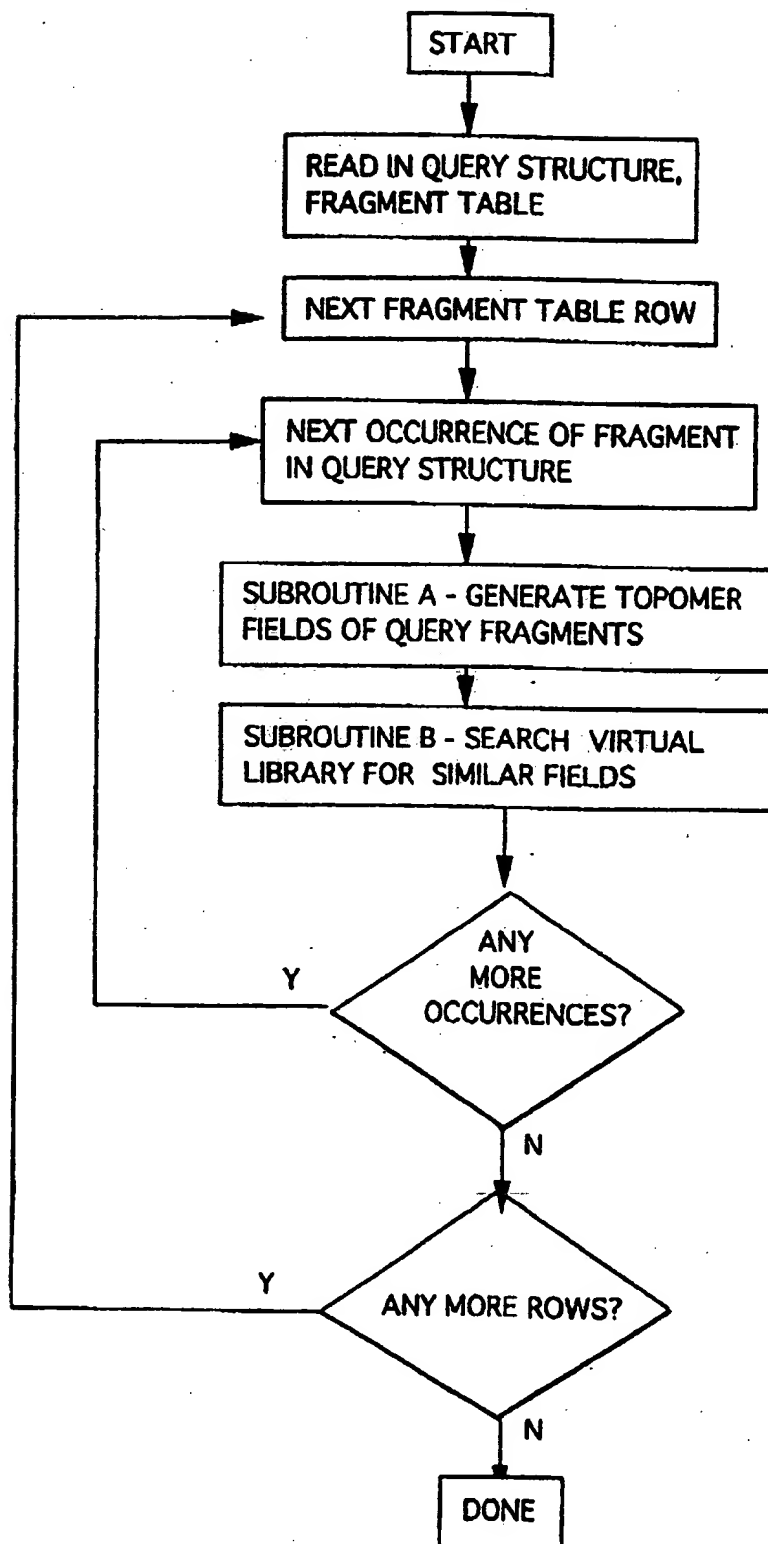 START
READ IN QUERY STRUCTURE,
FRAGMENT TABLE
NEXT FRAGMENT TABLE ROW
NEXT OCCURRENCE OF FRAGMENT
IN QUERY STRUCTURE
SUBROUTINE A - GENERATE TOPOMER
FIELDS OF QUERY FRAGMENTS
SUBROUTINE B - SEARCH VIRTUAL
LIBRARY FOR SIMILAR FIELDS
ANY
MORE
OCCURRENCES?
Y
N
ANY MORE ROWS?
Y
N
DONE